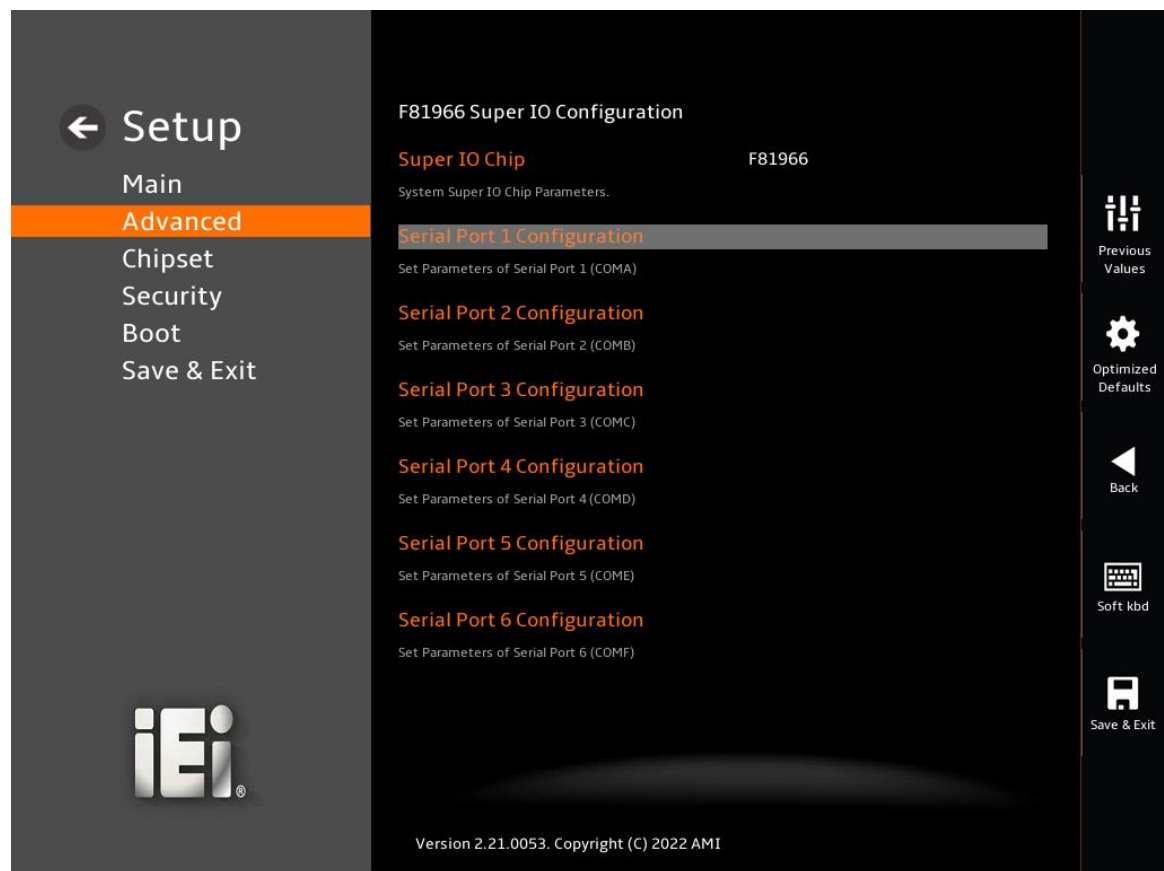 Setup
Main
Advanced
Chipset
Security
Boot
Save & Exit
F81966 Super IO Configuration
Super IO Chip F81966
System Super IO Chip Parameters.
Serial Port 1 Configuration
Set Parameters of Serial Port 1 (COMA)
Serial Port 2 Configuration
Set Parameters of Serial Port 2 (COMB)
Serial Port 3 Configuration
Set Parameters of Serial Port 3 (COMC)
Serial Port 4 Configuration
Set Parameters of Serial Port 4 (COMD)
Serial Port 5 Configuration
Set Parameters of Serial Port 5 (COME)
Serial Port 6 Configuration
Set Parameters of Serial Port 6 (COMF)
Previous
Values
Optimized
Defaults
Back
Soft kbd
Save & Exit
iEi ®
Version 2.21.0053. Copyright (C) 2022 AMI